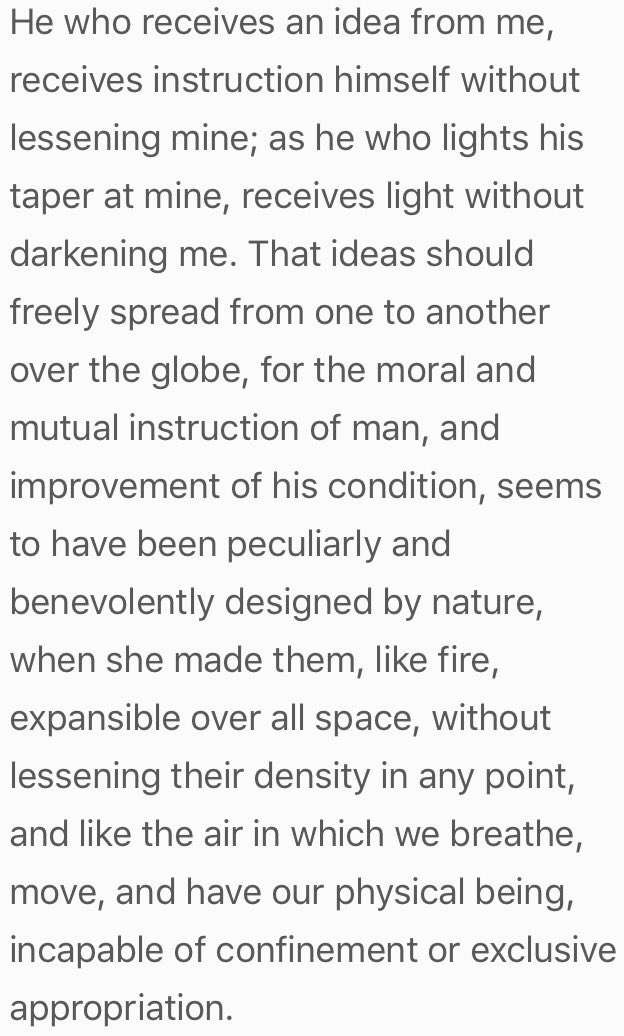 He who receives an idea from me,
receives instruction himself without
lessening mine; as he who lights his
taper at mine, receives light without
darkening me. That ideas should
freely spread from one to another
over the globe, for the moral and
mutual instruction of man, and
improvement of his condition, seems
to have been peculiarly and
benevolently designed by nature,
when she made them, like fire,
expansible over all space, without
lessening their density in any point,
and like the air in which we breathe,
move, and have our physical being,
incapable of confinement or exclusive
appropriation.